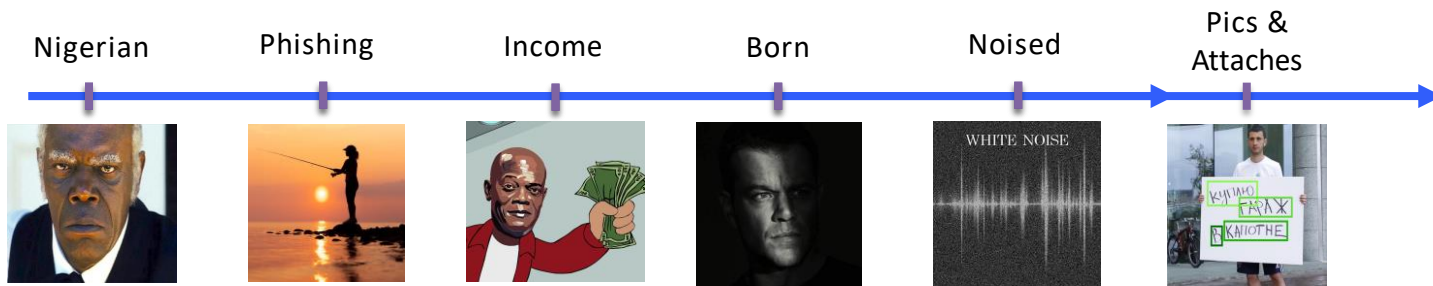 Nigerian
Phishing
Income
Born
Noised
Pics &
Attaches
WHITE NOISE
КУПЛЮ
ГАРАЖ
В КАПОТНЕ